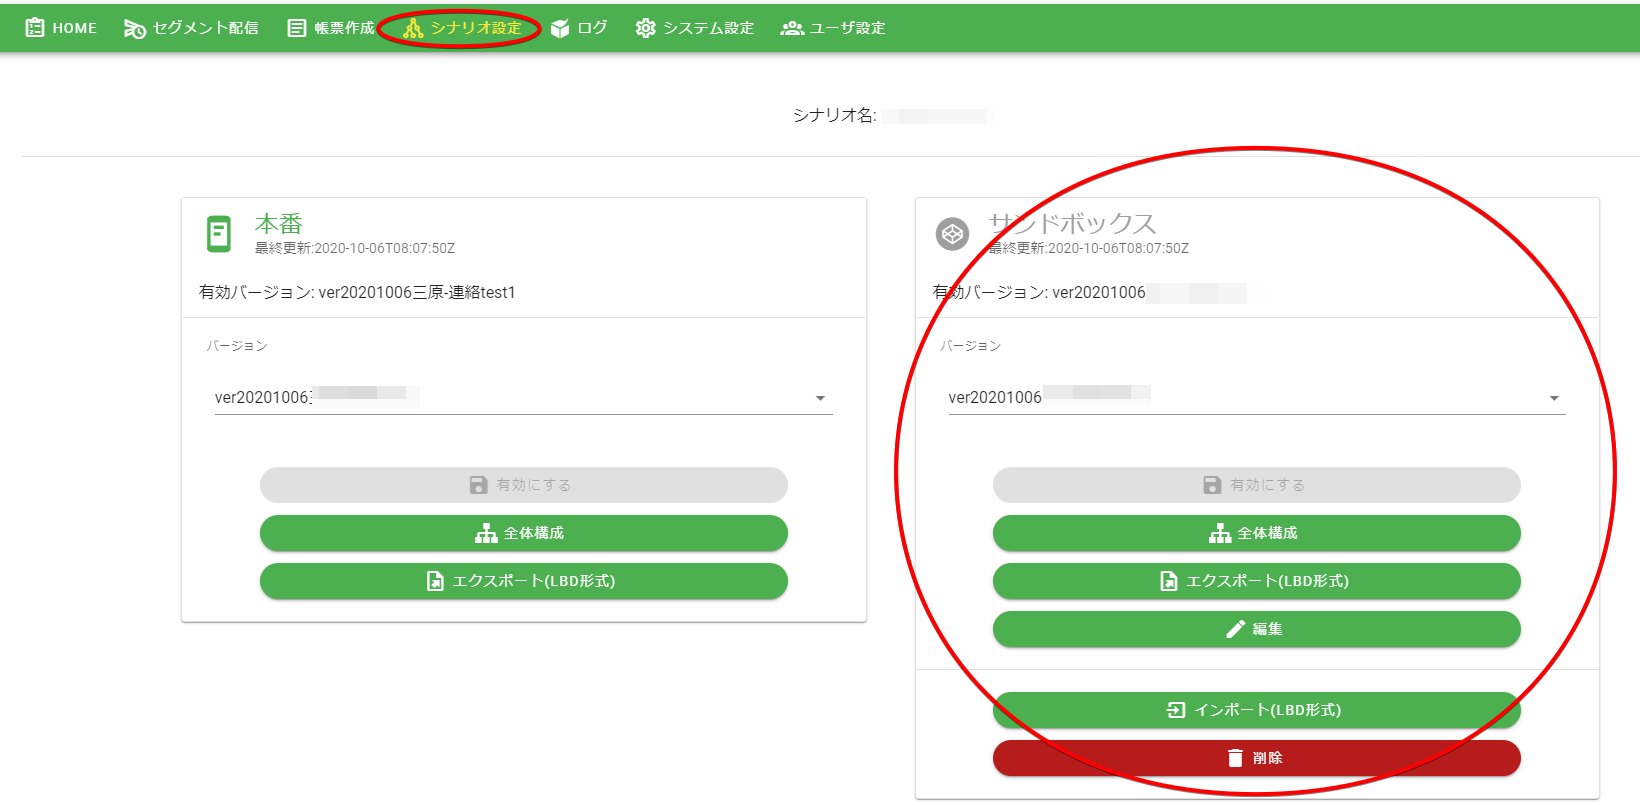 HOME セグメント配信 帳票作成 シナリオ設定 ログ システム設定 ユーザ設定
シナリオ名:
本番
最終更新:2020-10-06T08:07:50Z
有効バージョン: ver20201006三原-連絡test1
バージョン
ver20201006
有効にする
全体構成
エクスポート(LBD形式)
サンドボックス
最終更新:2020-10-06T08:07:50Z
有効バージョン: ver20201006
バージョン
ver20201006
有効にする
全体構成
エクスポート(LBD形式)
編集
インポート(LBD形式)
削除